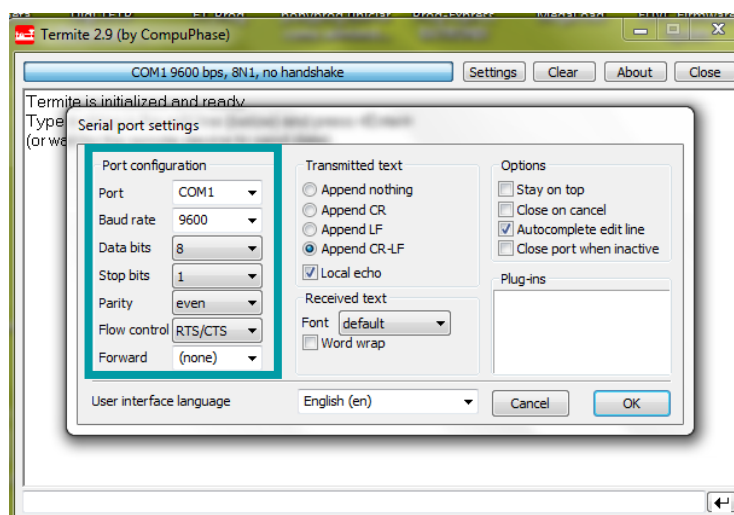 Termite 2.9 (by CompuPhase)
COM1 9600 bps, 8N1, no handshake
Settings
Clear
About
Close
Termite is initialized and ready
Type
(or wa
Serial port settings
Port configuration
Port COM1
Baud rate 9600
Data bits 8
Stop bits 1
Parity even
Flow control RTS/CTS
Forward (none)
Transmitted text
Append nothing
Append CR
Append LF
Append CR-LF
Local echo
Received text
Font default
Word wrap
Options
Stay on top
Close on cancel
Autocomplete edit line
Close port when inactive
Plug-ins
User interface language English (en)
Cancel
OK